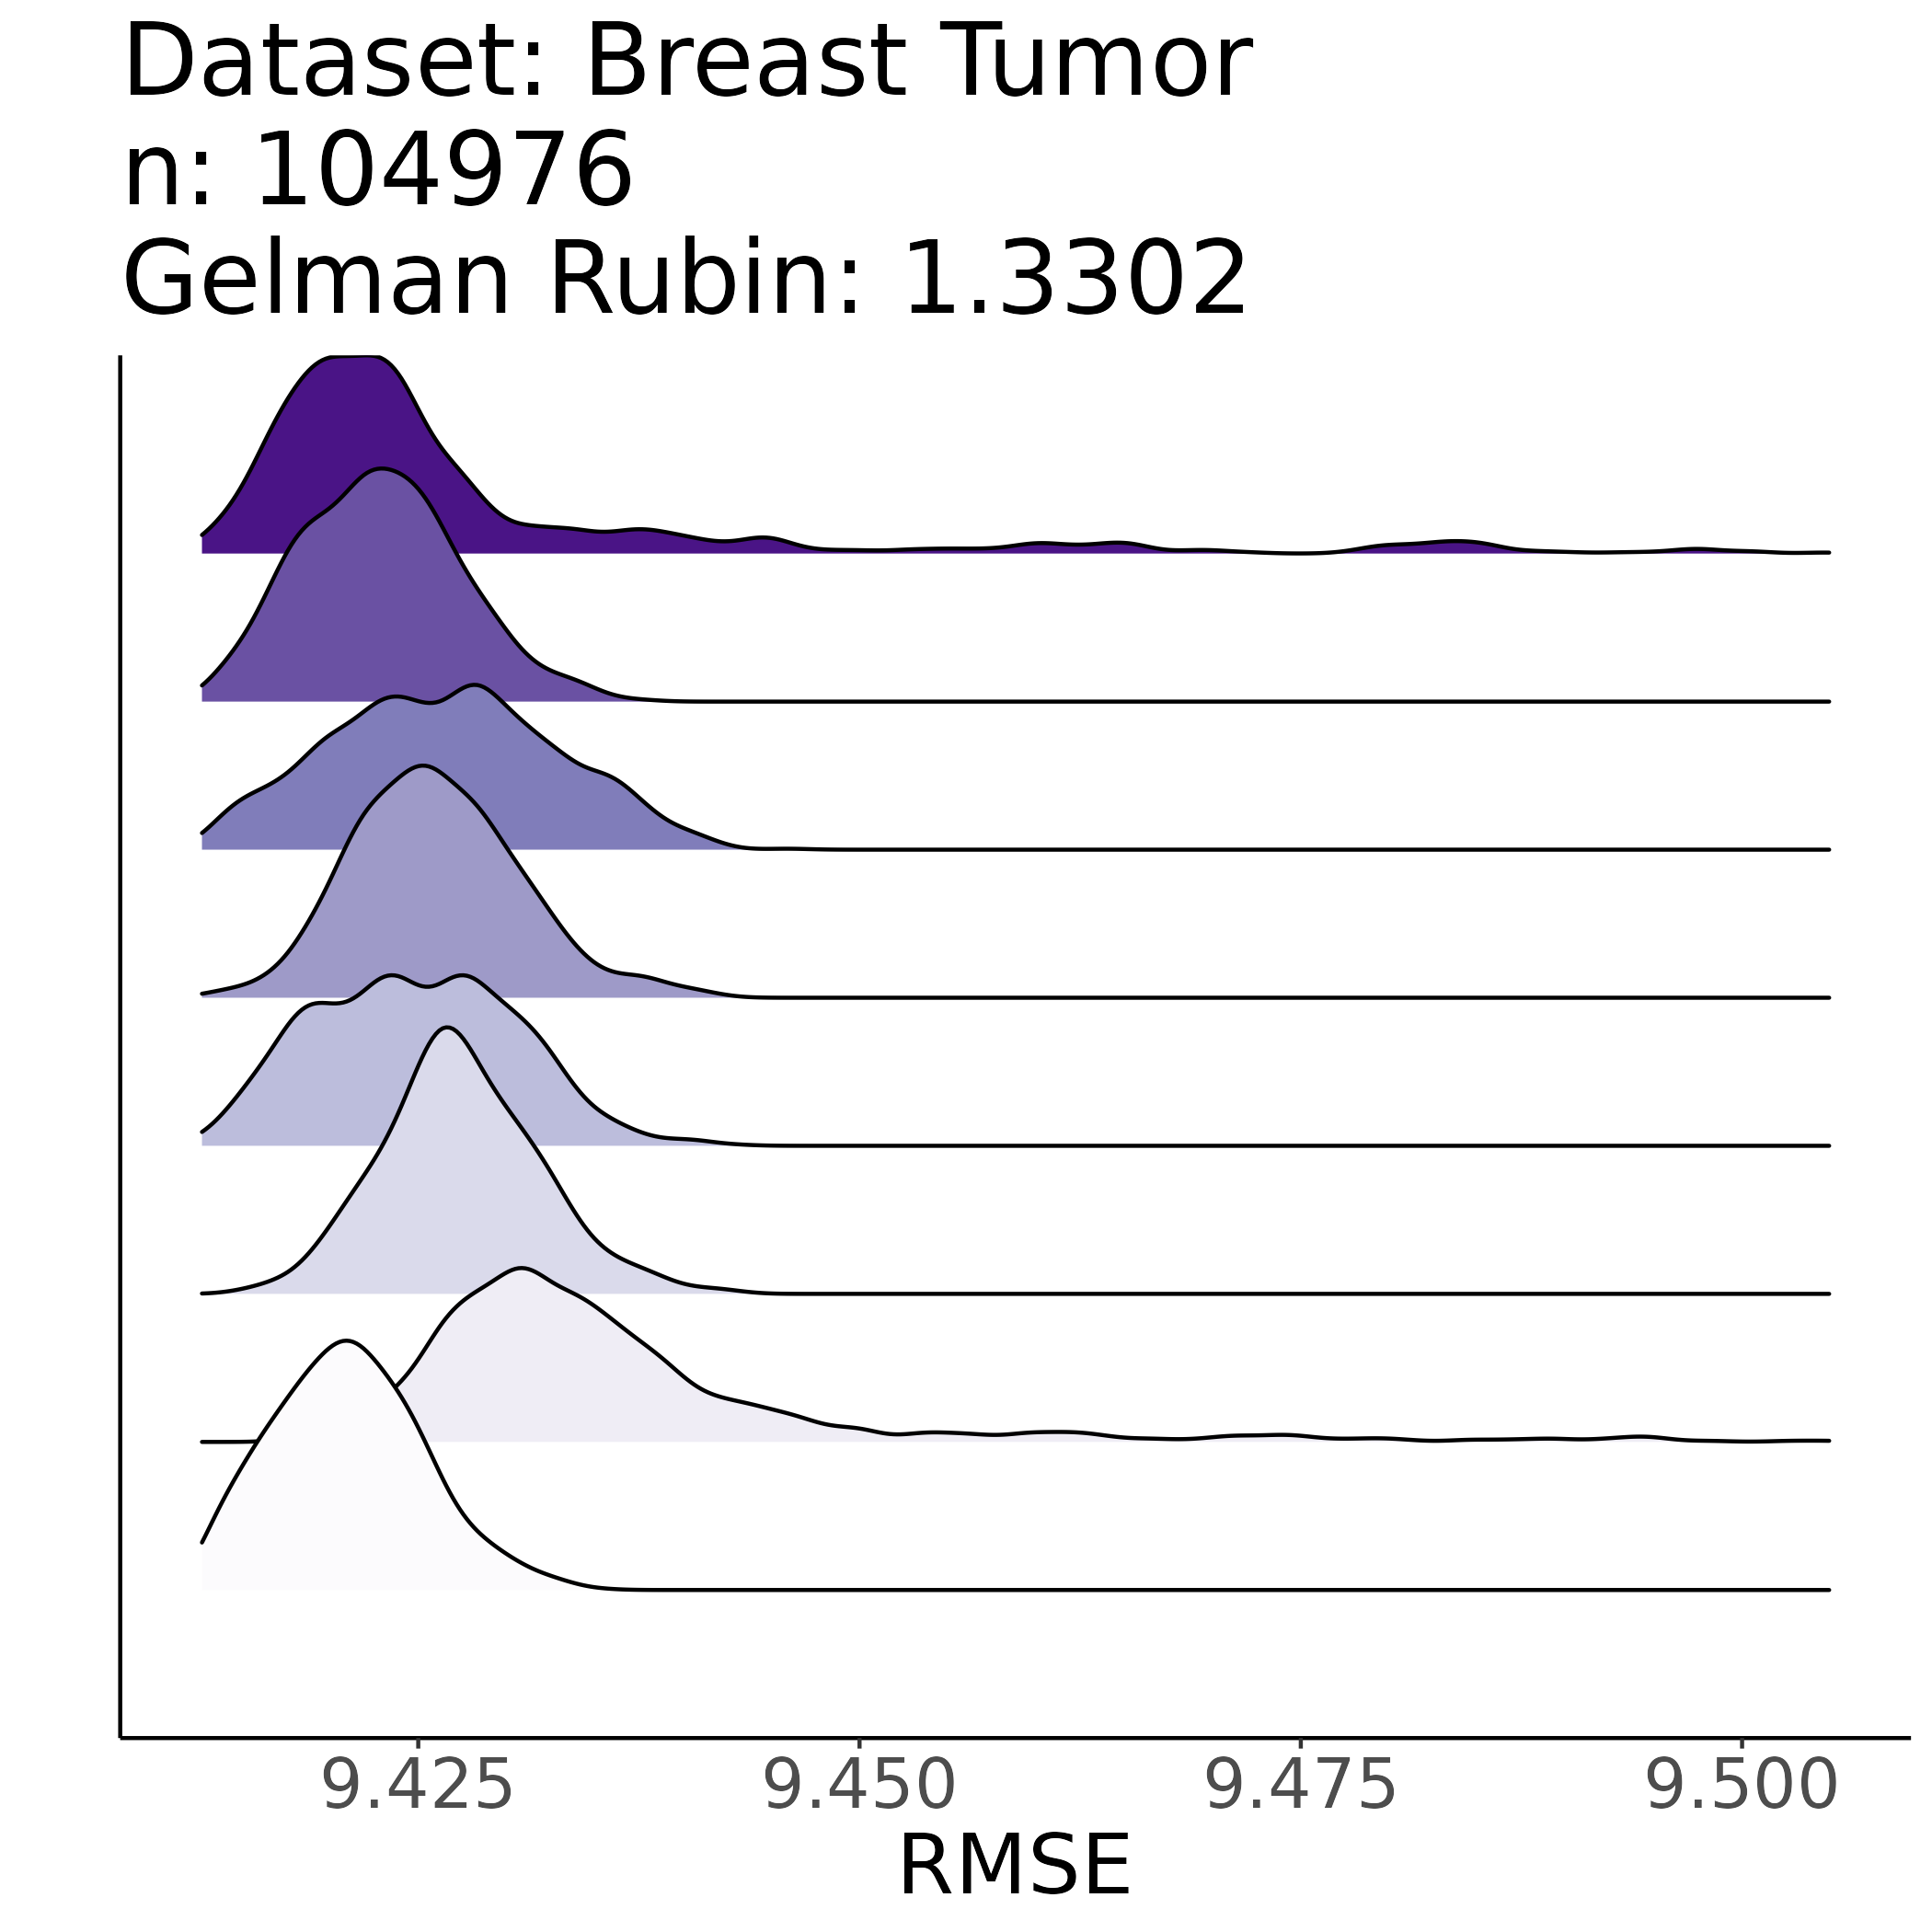 Dataset: Breast Tumor
n: 104976
Gelman Rubin: 1.3302
9.425 9.450 9.475 9.500
RMSE